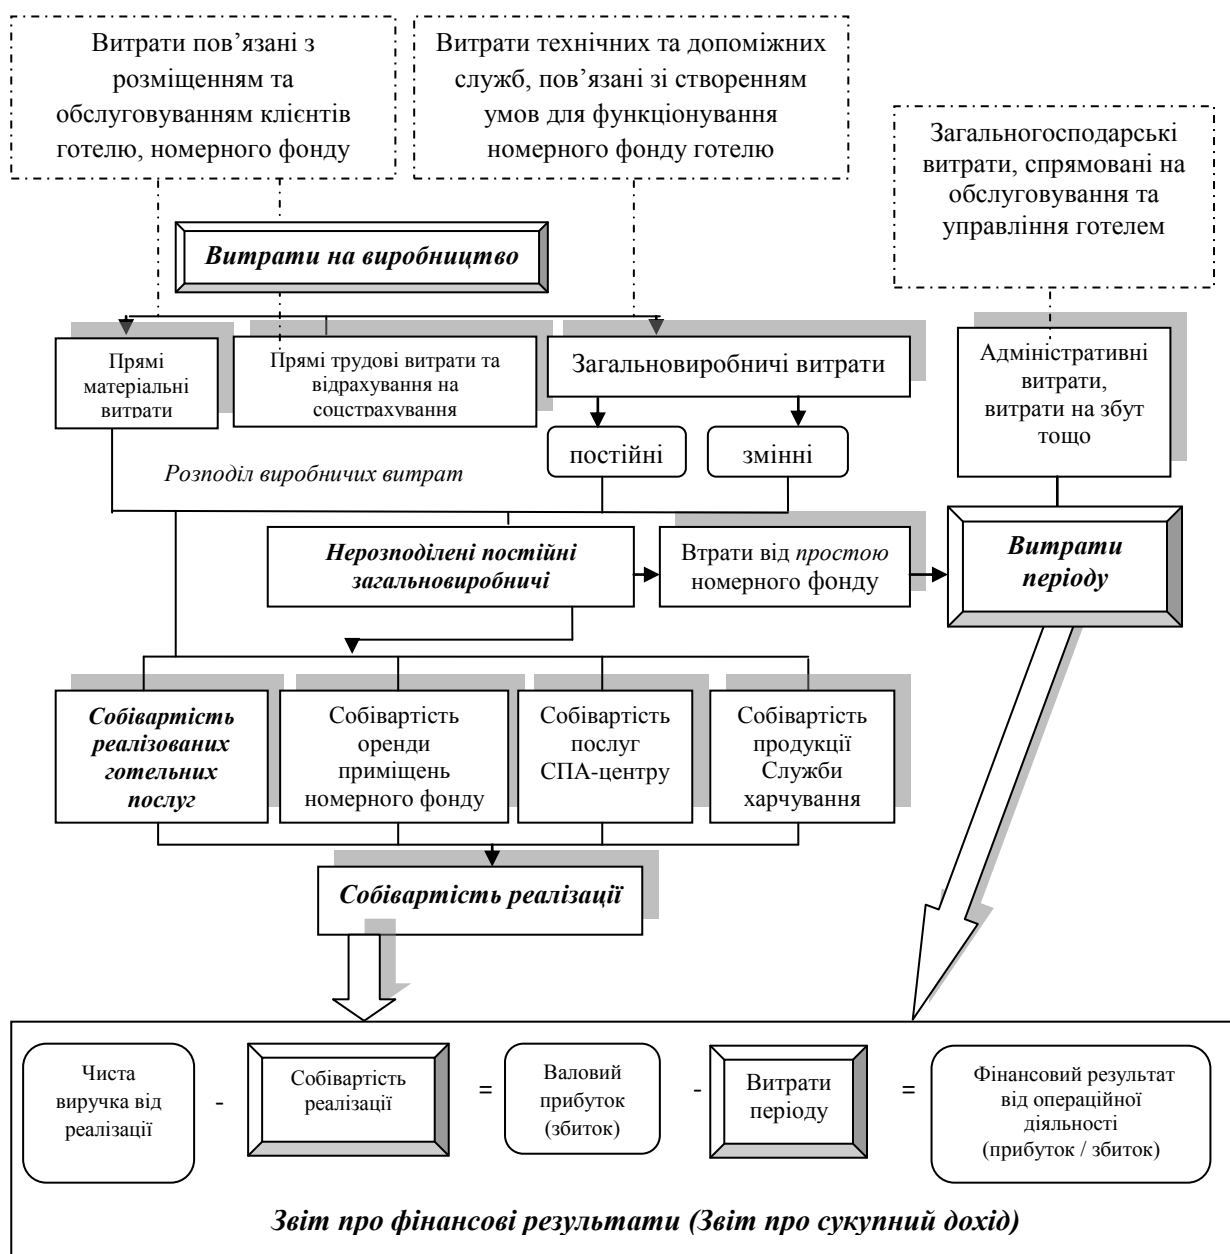 Витрати пов’язані з
розміщенням та
обслуговуванням клієнтів
готелю, номерного фонду
Витрати технічних та допоміжних
служб, пов’язані зі створенням
умов для функціонування
номерного фонду готелю
Загальногосподарські
витрати, спрямовані на
обслуговування та
управління готелем
Витрати на виробництво
Прямі
матеріальні
витрати
Прямі трудові витрати та
відрахування на
соцстрахування
Загальновиробничі витрати
Адміністративні
витрати,
витрати на збут
тощо
постійні
змінні
Розподіл виробничих витрат
Нерозподілені постійні
загальновиробничі
Втрати від простою
номерного фонду
Витрати
періоду
Собівартість
реалізованих
готельних
послуг
Собівартість
оренди
приміщень
номерного фонду
Собівартість
послуг
СПА-центру
Собівартість
продукції
Служби
харчування
Собівартість реалізації
Чиста
виручка від
реалізації
-
Собівартість
реалізації
=
Валовий
прибуток
(збиток)
-
Витрати
періоду
=
Фінансовий результат
від операційної
діяльності
(прибуток / збиток)
Звіт про фінансові результати (Звіт про сукупний дохід)